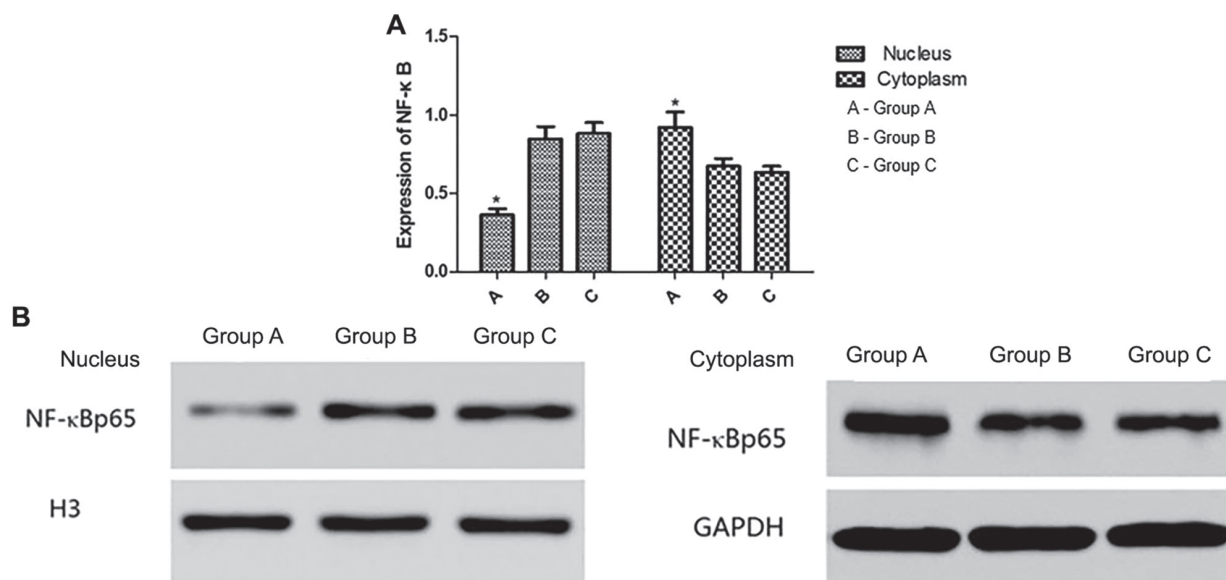 A
1.5
1.0
0.5
0.0
Expression of NF-κ B
*
*
A
B
C
A
B
C
Nucleus
Cytoplasm
A - Group A
B - Group B
C - Group C
B
Nucleus
Group A
Group B
Group C
NF-κBp65
H3
Cytoplasm
Group A
Group B
Group C
NF-κBp65
GAPDH